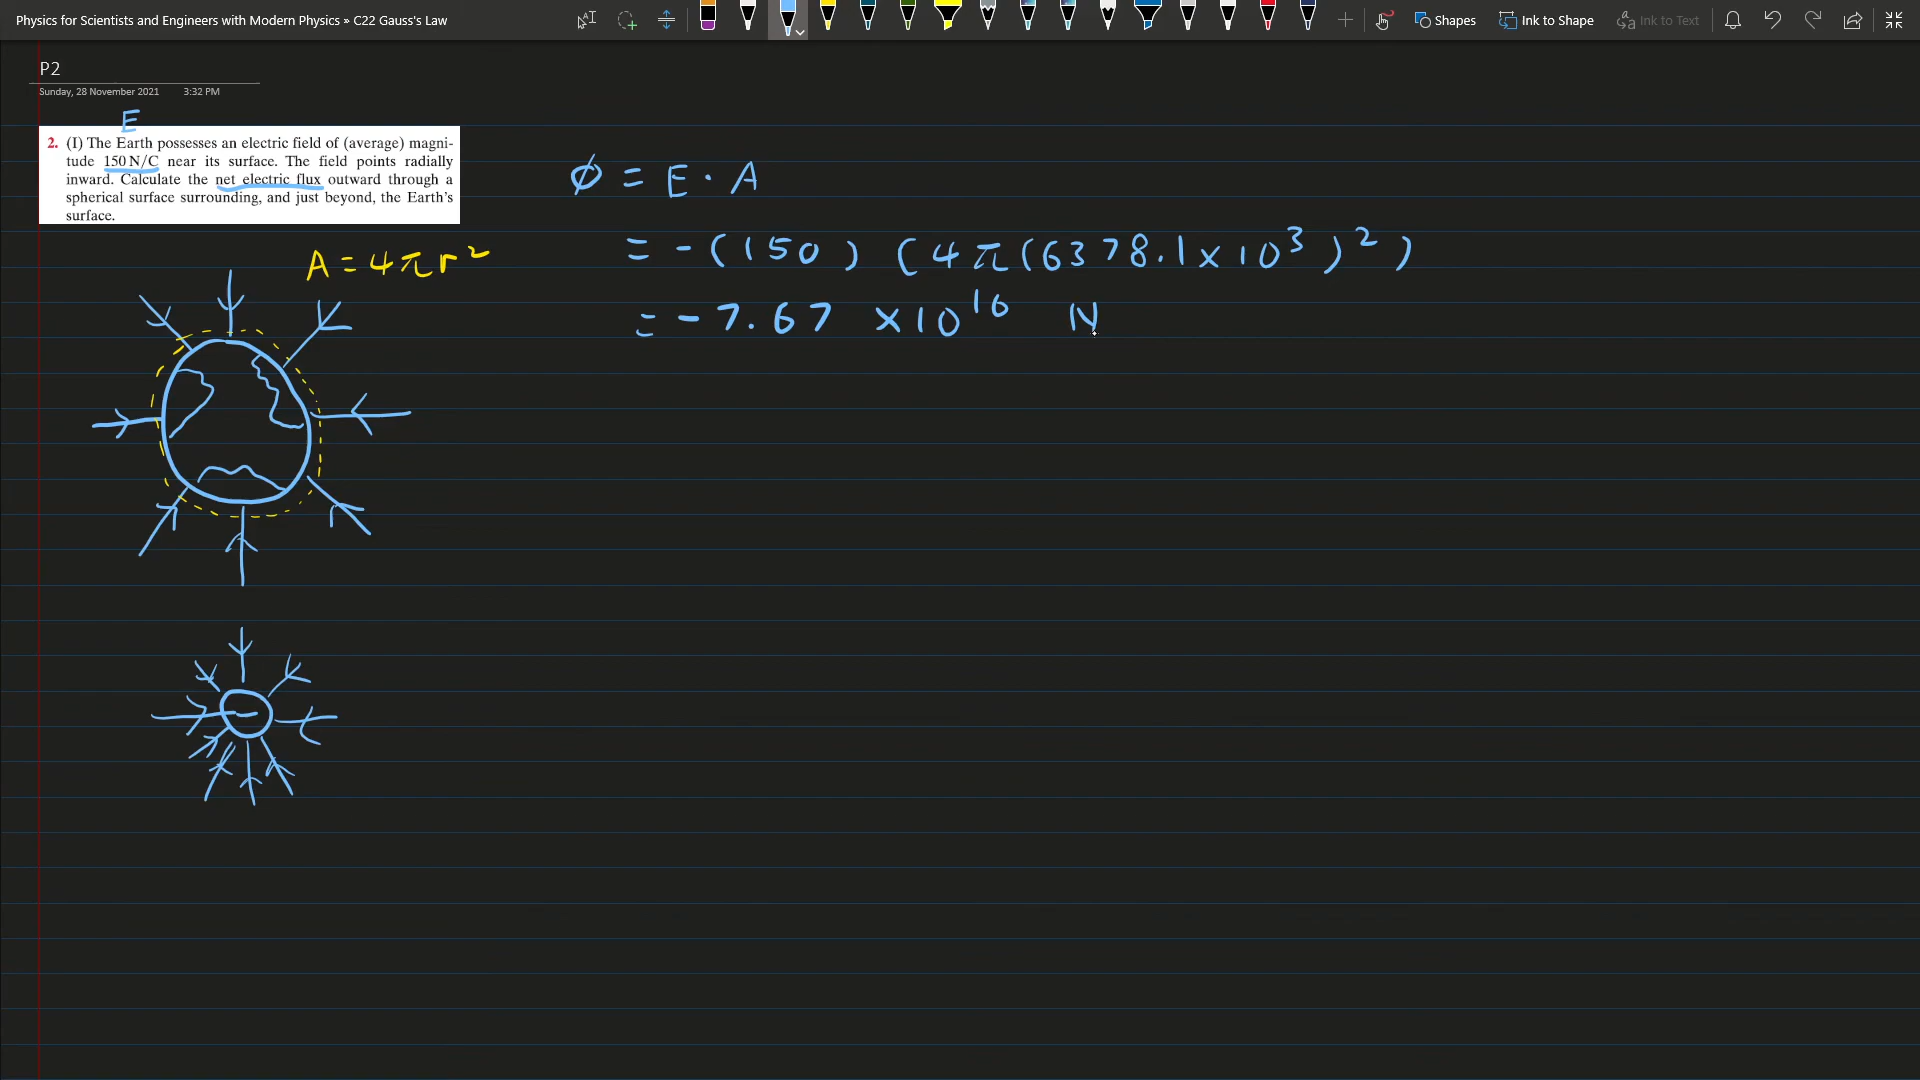 Physics for Scientists and Engineers with Modern Physics » C22 Gauss's Law
Shapes
Ink to Shape
Ink to Text
P2
Sunday, 28 November 2021 3:32 PM
E
2. (I) The Earth possesses an electric field of (average) magni-
tude 150 N/C near its surface. The field points radially
inward. Calculate the net electric flux outward through a
spherical surface surrounding, and just beyond, the Earth's
surface.
A = 4πr²
ϕ = E · A
= -(150) (4π(6378.1 x 10³)²)
= -7.67 x10¹⁶ N